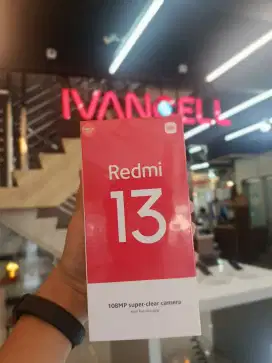 IVANCELL
Redmi
13
108MP super-clear camera